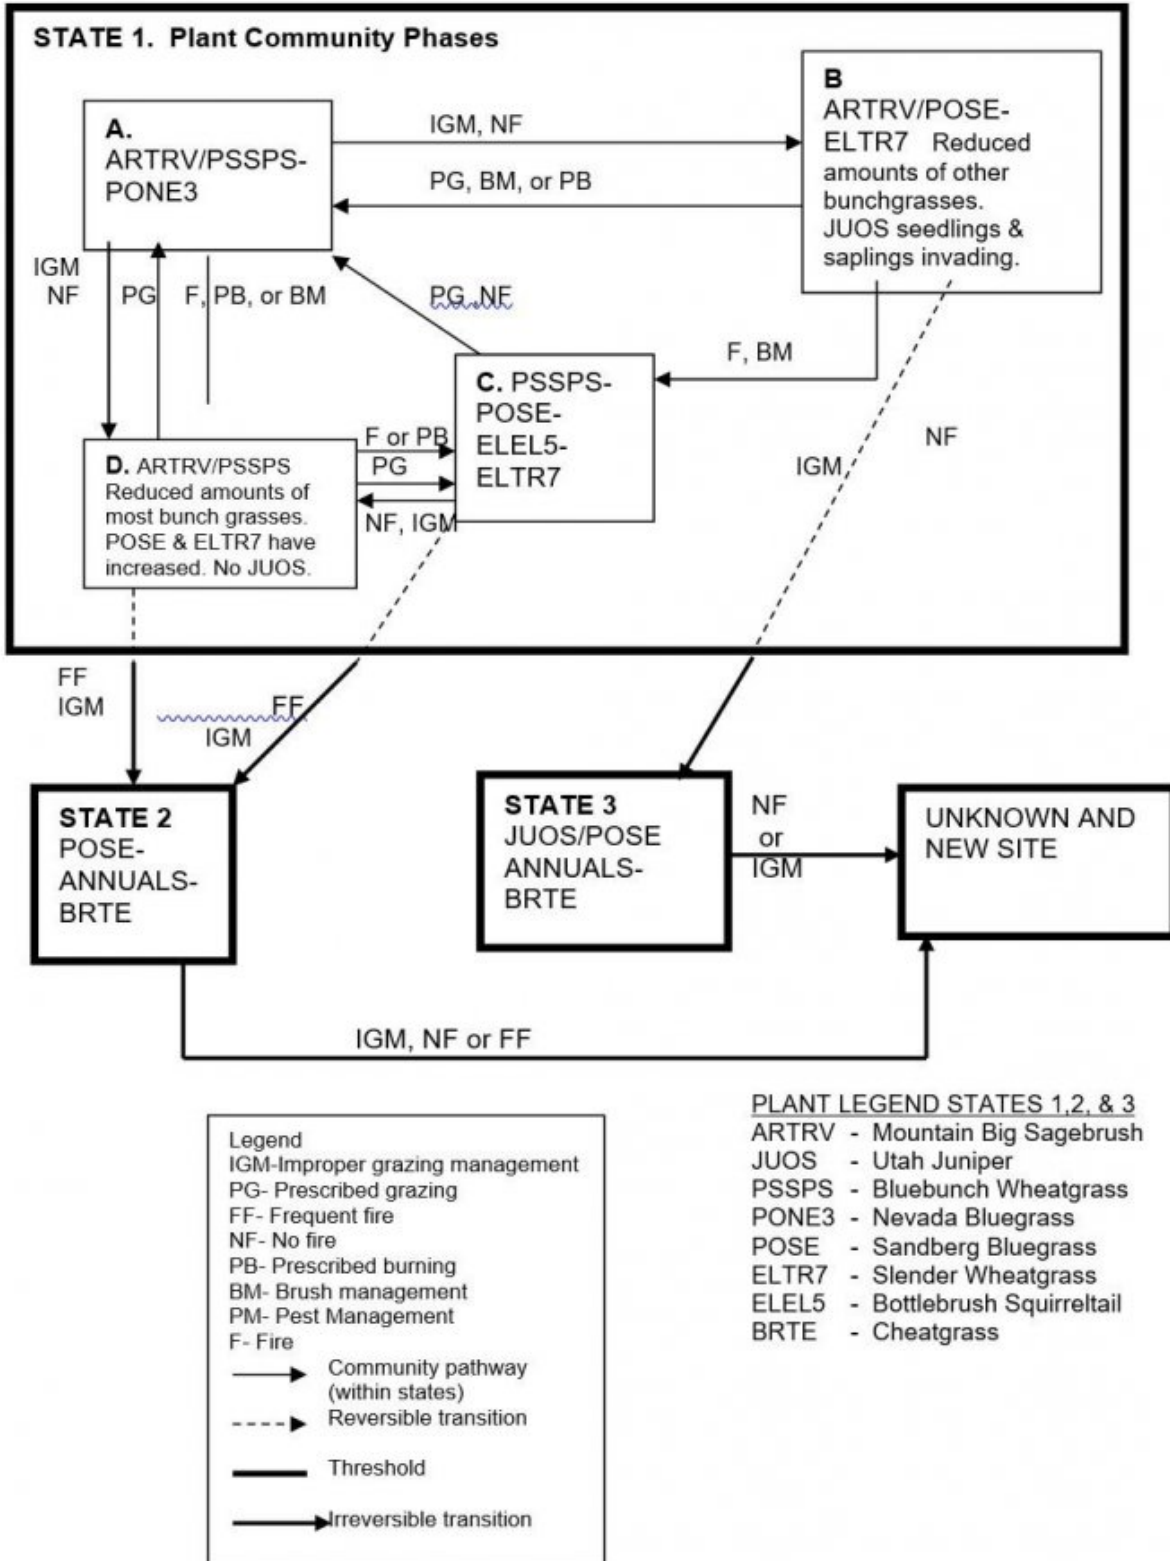 STATE 1. Plant Community Phases
A.
ARTRV/PSSPS-
PONE3
IGM, NF
PG, BM, or PB
B
ARTRV/POSE-
ELTR7 Reduced
amounts of other
bunchgrasses.
JUOS seedlings &
saplings invading.
IGM
NF
PG
F, PB, or BM
PG ,NF
F, BM
C. PSSPS-
POSE-
ELEL5-
ELTR7
NF
IGM
D. ARTRV/PSSPS
Reduced amounts of
most bunch grasses.
POSE & ELTR7 have
increased. No JUOS.
F or PB
PG
NF, IGM
FF
IGM
FF
IGM
STATE 2
POSE-
ANNUALS-
BRTE
STATE 3
JUOS/POSE
ANNUALS-
BRTE
NF
or
IGM
UNKNOWN AND
NEW SITE
IGM, NF or FF
Legend
IGM-Improper grazing management
PG- Prescribed grazing
FF- Frequent fire
NF- No fire
PB- Prescribed burning
BM- Brush management
PM- Pest Management
F- Fire
Community pathway
(within states)
Reversible transition
Threshold
Irreversible transition
PLANT LEGEND STATES 1,2, & 3
ARTRV - Mountain Big Sagebrush
JUOS - Utah Juniper
PSSPS - Bluebunch Wheatgrass
PONE3 - Nevada Bluegrass
POSE - Sandberg Bluegrass
ELTR7 - Slender Wheatgrass
ELEL5 - Bottlebrush Squirreltail
BRTE - Cheatgrass